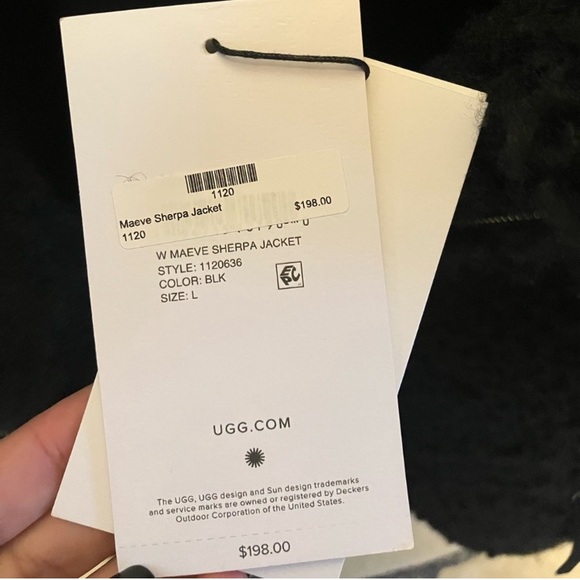 1120
Maeve Sherpa Jacket $198.00
1120
W MAEVE SHERPA JACKET
STYLE: 1120636
COLOR: BLK
SIZE: L
EPC
UGG.COM
The UGG, UGG design and Sun design trademarks
and service marks are owned or registered by Deckers
Outdoor Corporation of the United States.
$198.00